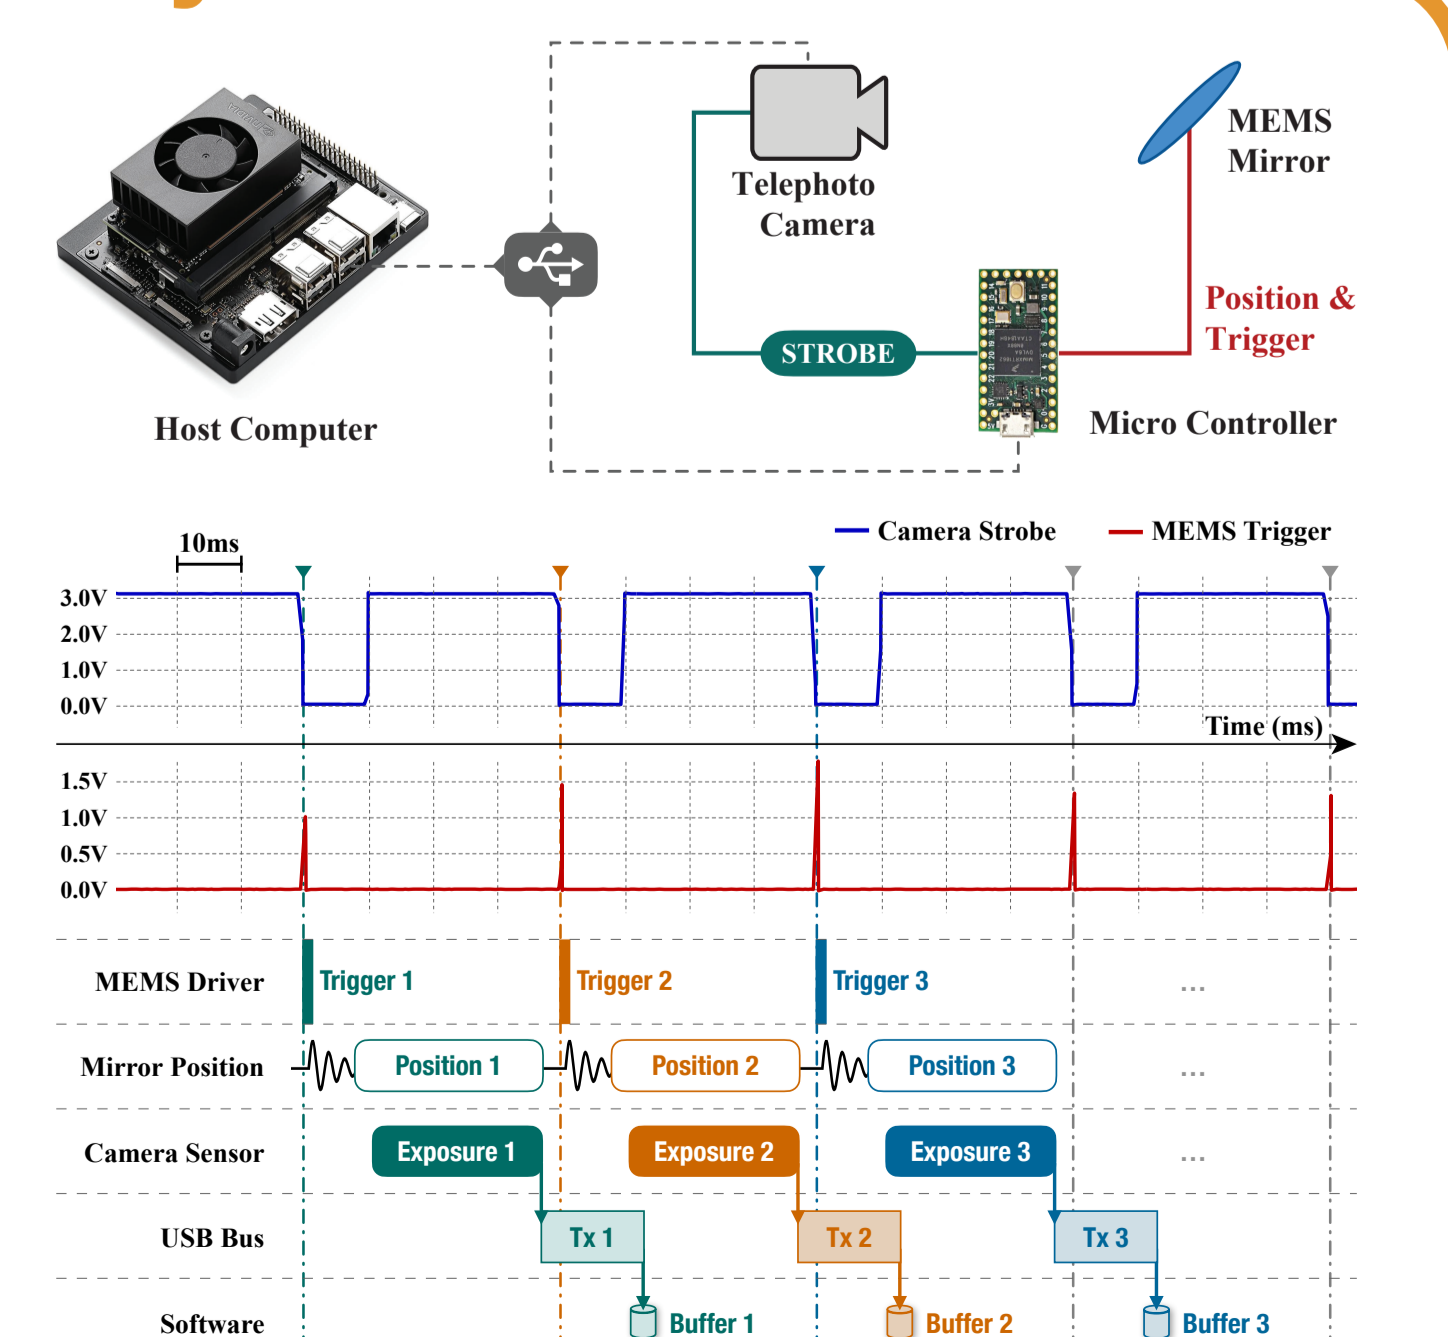 Telephoto
Camera
MEMS
Mirror
STROBE
Position &
Trigger
Host Computer
Micro Controller
10ms
Camera Strobe
MEMS Trigger
3.0V
2.0V
1.0V
0.0V
Time (ms)
1.5V
1.0V
0.5V
0.0V
MEMS Driver
Trigger 1
Trigger 2
Trigger 3
...
Mirror Position
Position 1
Position 2
Position 3
...
Camera Sensor
Exposure 1
Exposure 2
Exposure 3
...
USB Bus
Tx 1
Tx 2
Tx 3
Software
Buffer 1
Buffer 2
Buffer 3